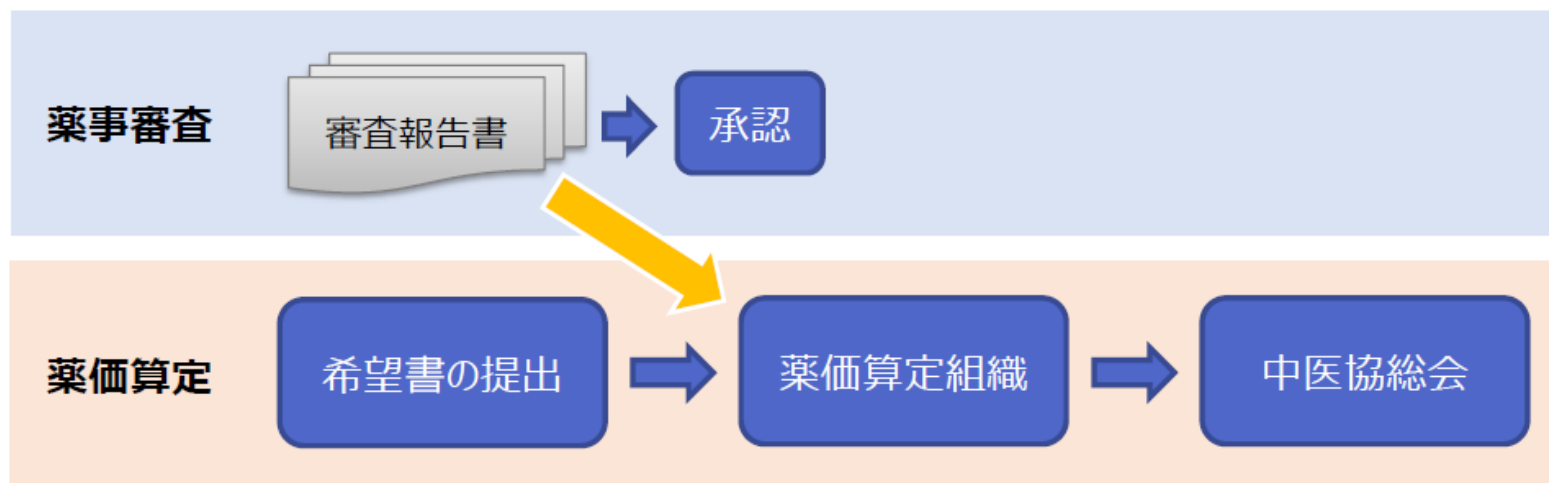 薬事審査
審査報告書
承認
薬価算定
希望書の提出
薬価算定組織
中医協総会